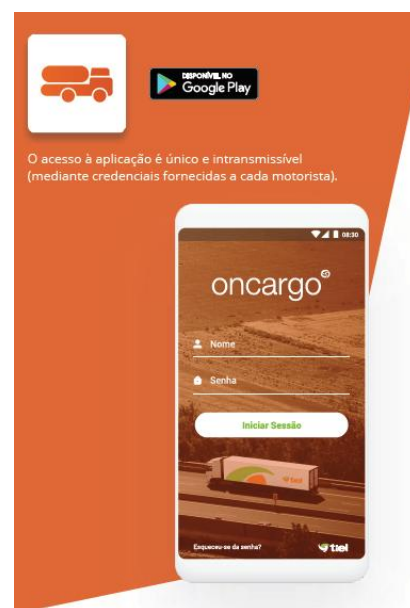 DISPONÍVEL NO
Google Play
O acesso à aplicação é único e intransmissível
(mediante credenciais fornecidas a cada motorista).
08:30
oncargo
Nome
Senha
Iniciar Sessão
tiel
Esqueceu-se da senha?
tiel